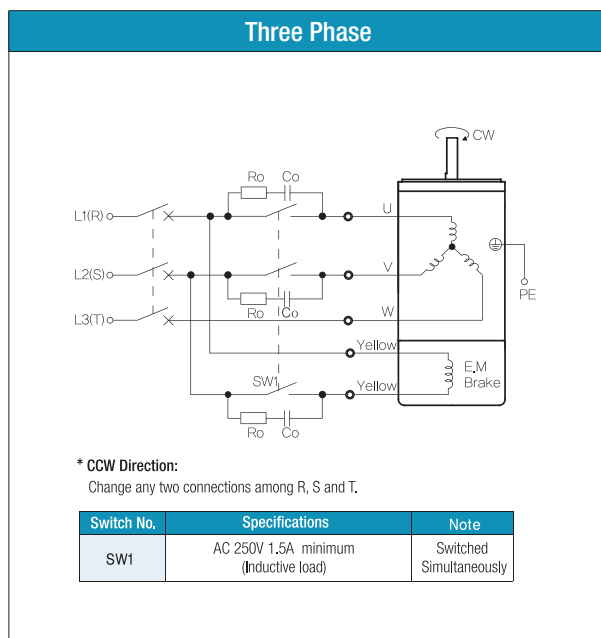 Three Phase
CW
Ro Co
L1(R) U
L2(S) V
Ro Co
PE
L3(T) W
Yellow
E.M
Brake
SW1 Yellow
Ro Co
* CCW Direction:
Change any two connections among R, S and T.
Switch No. Specifications Note
SW1 AC 250V 1.5A minimum Switched
(Inductive load) Simultaneously